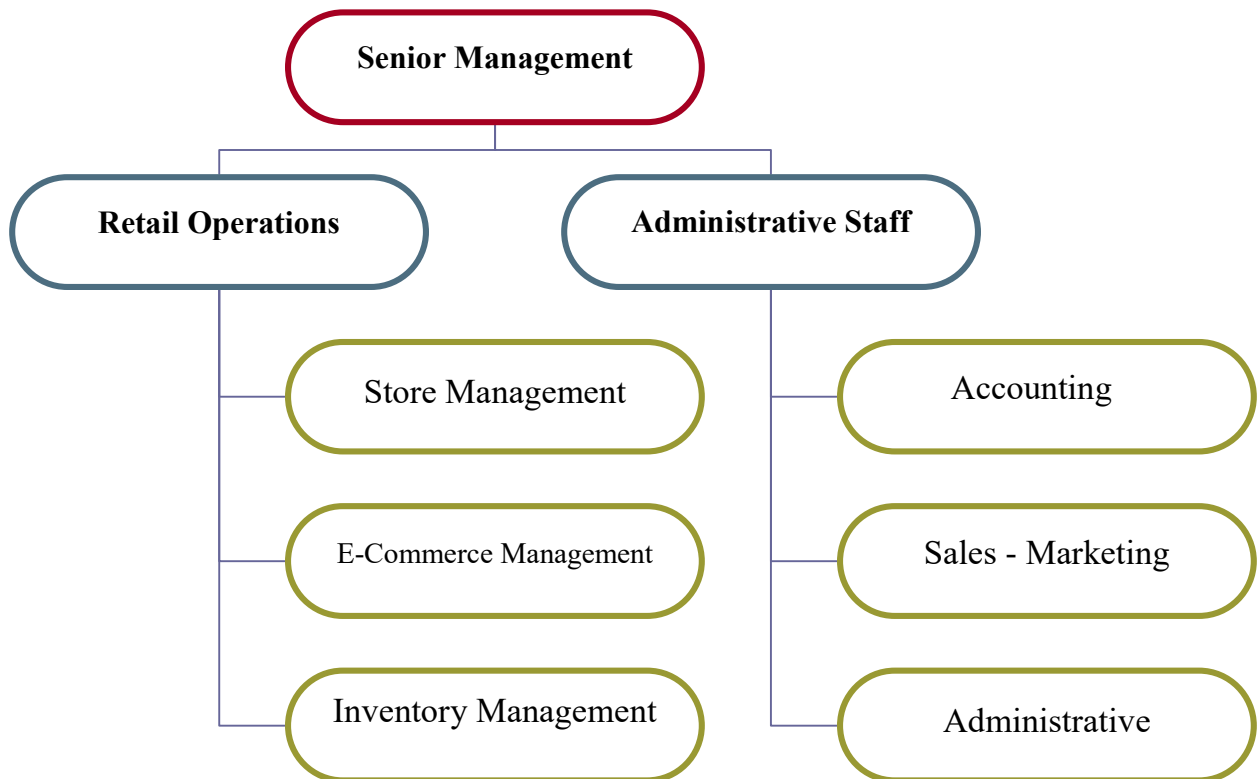 Senior Management
Retail Operations
Administrative Staff
Store Management
Accounting
E-Commerce Management
Sales - Marketing
Inventory Management
Administrative